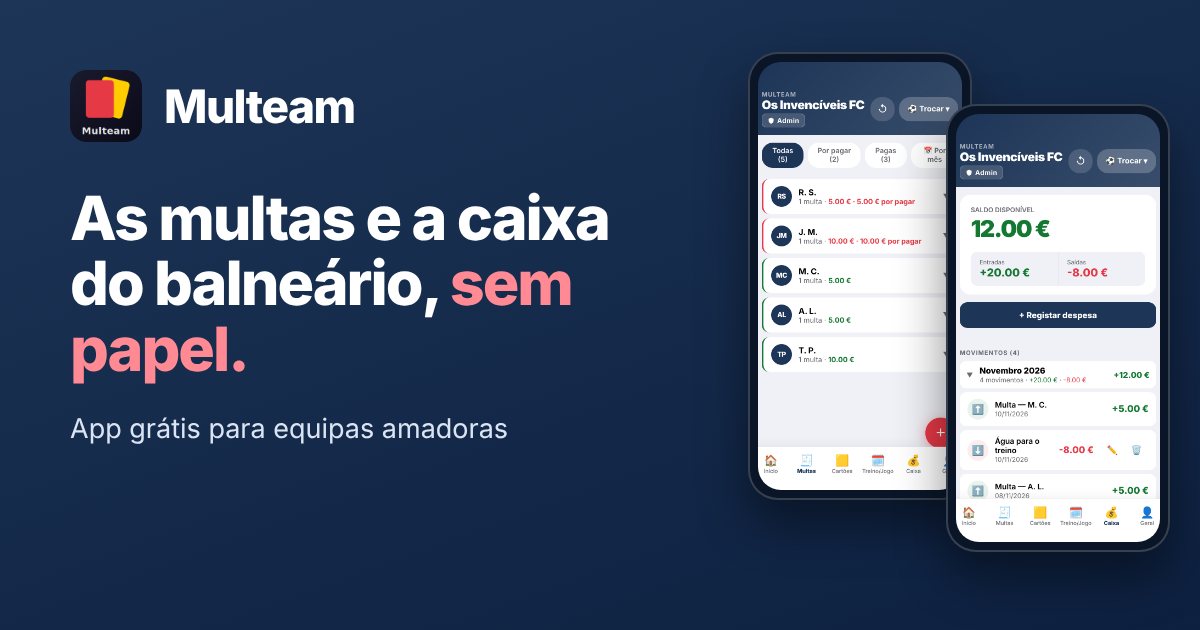 Multeam
Multeam
As multas e a caixa
do balneário, sem
papel.
App grátis para equipas amadoras
MULTEAM
Os Invencíveis FC
Admin
Trocar ▾
Todas
(5)
Por pagar
(2)
Pagas
(3)
Por
mês
RS
R. S.
1 multa · 5.00 € · 5.00 € por pagar
JM
J. M.
1 multa · 10.00 € · 10.00 € por pagar
MC
M. C.
1 multa · 5.00 €
AL
A. L.
1 multa · 5.00 €
TP
T. P.
1 multa · 10.00 €
+
Início
Multas
Cartões
Treino/Jogo
Caixa
MULTEAM
Os Invencíveis FC
Admin
Trocar ▾
SALDO DISPONÍVEL
12.00 €
Entradas
+20.00 €
Saídas
-8.00 €
+ Registar despesa
MOVIMENTOS (4)
Novembro 2026
4 movimentos · +20.00 € · -8.00 €
+12.00 €
Multa — M. C.
10/11/2026
+5.00 €
Água para o
treino
10/11/2026
-8.00 €
Multa — A. L.
08/11/2026
+5.00 €
Início
Multas
Cartões
Treino/Jogo
Caixa
Geral